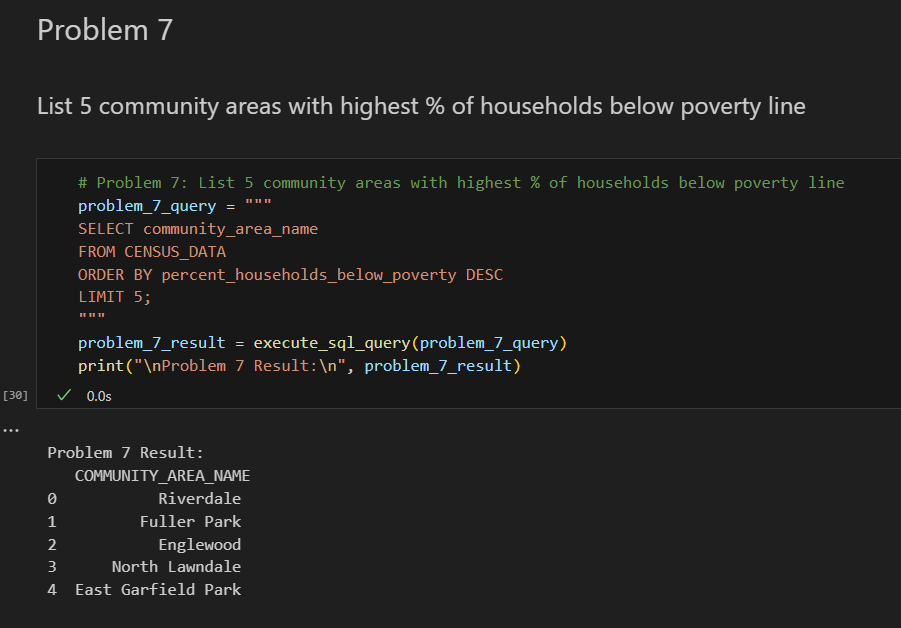 Problem 7
List 5 community areas with highest % of households below poverty line
# Problem 7: List 5 community areas with highest % of households below poverty line
problem_7_query = """
SELECT community_area_name
FROM CENSUS_DATA
ORDER BY percent_households_below_poverty DESC
LIMIT 5;
"""
problem_7_result = execute_sql_query(problem_7_query)
print("\nProblem 7 Result:\n", problem_7_result)
[30] ✓ 0.0s
...
Problem 7 Result:
COMMUNITY_AREA_NAME
0 Riverdale
1 Fuller Park
2 Englewood
3 North Lawndale
4 East Garfield Park